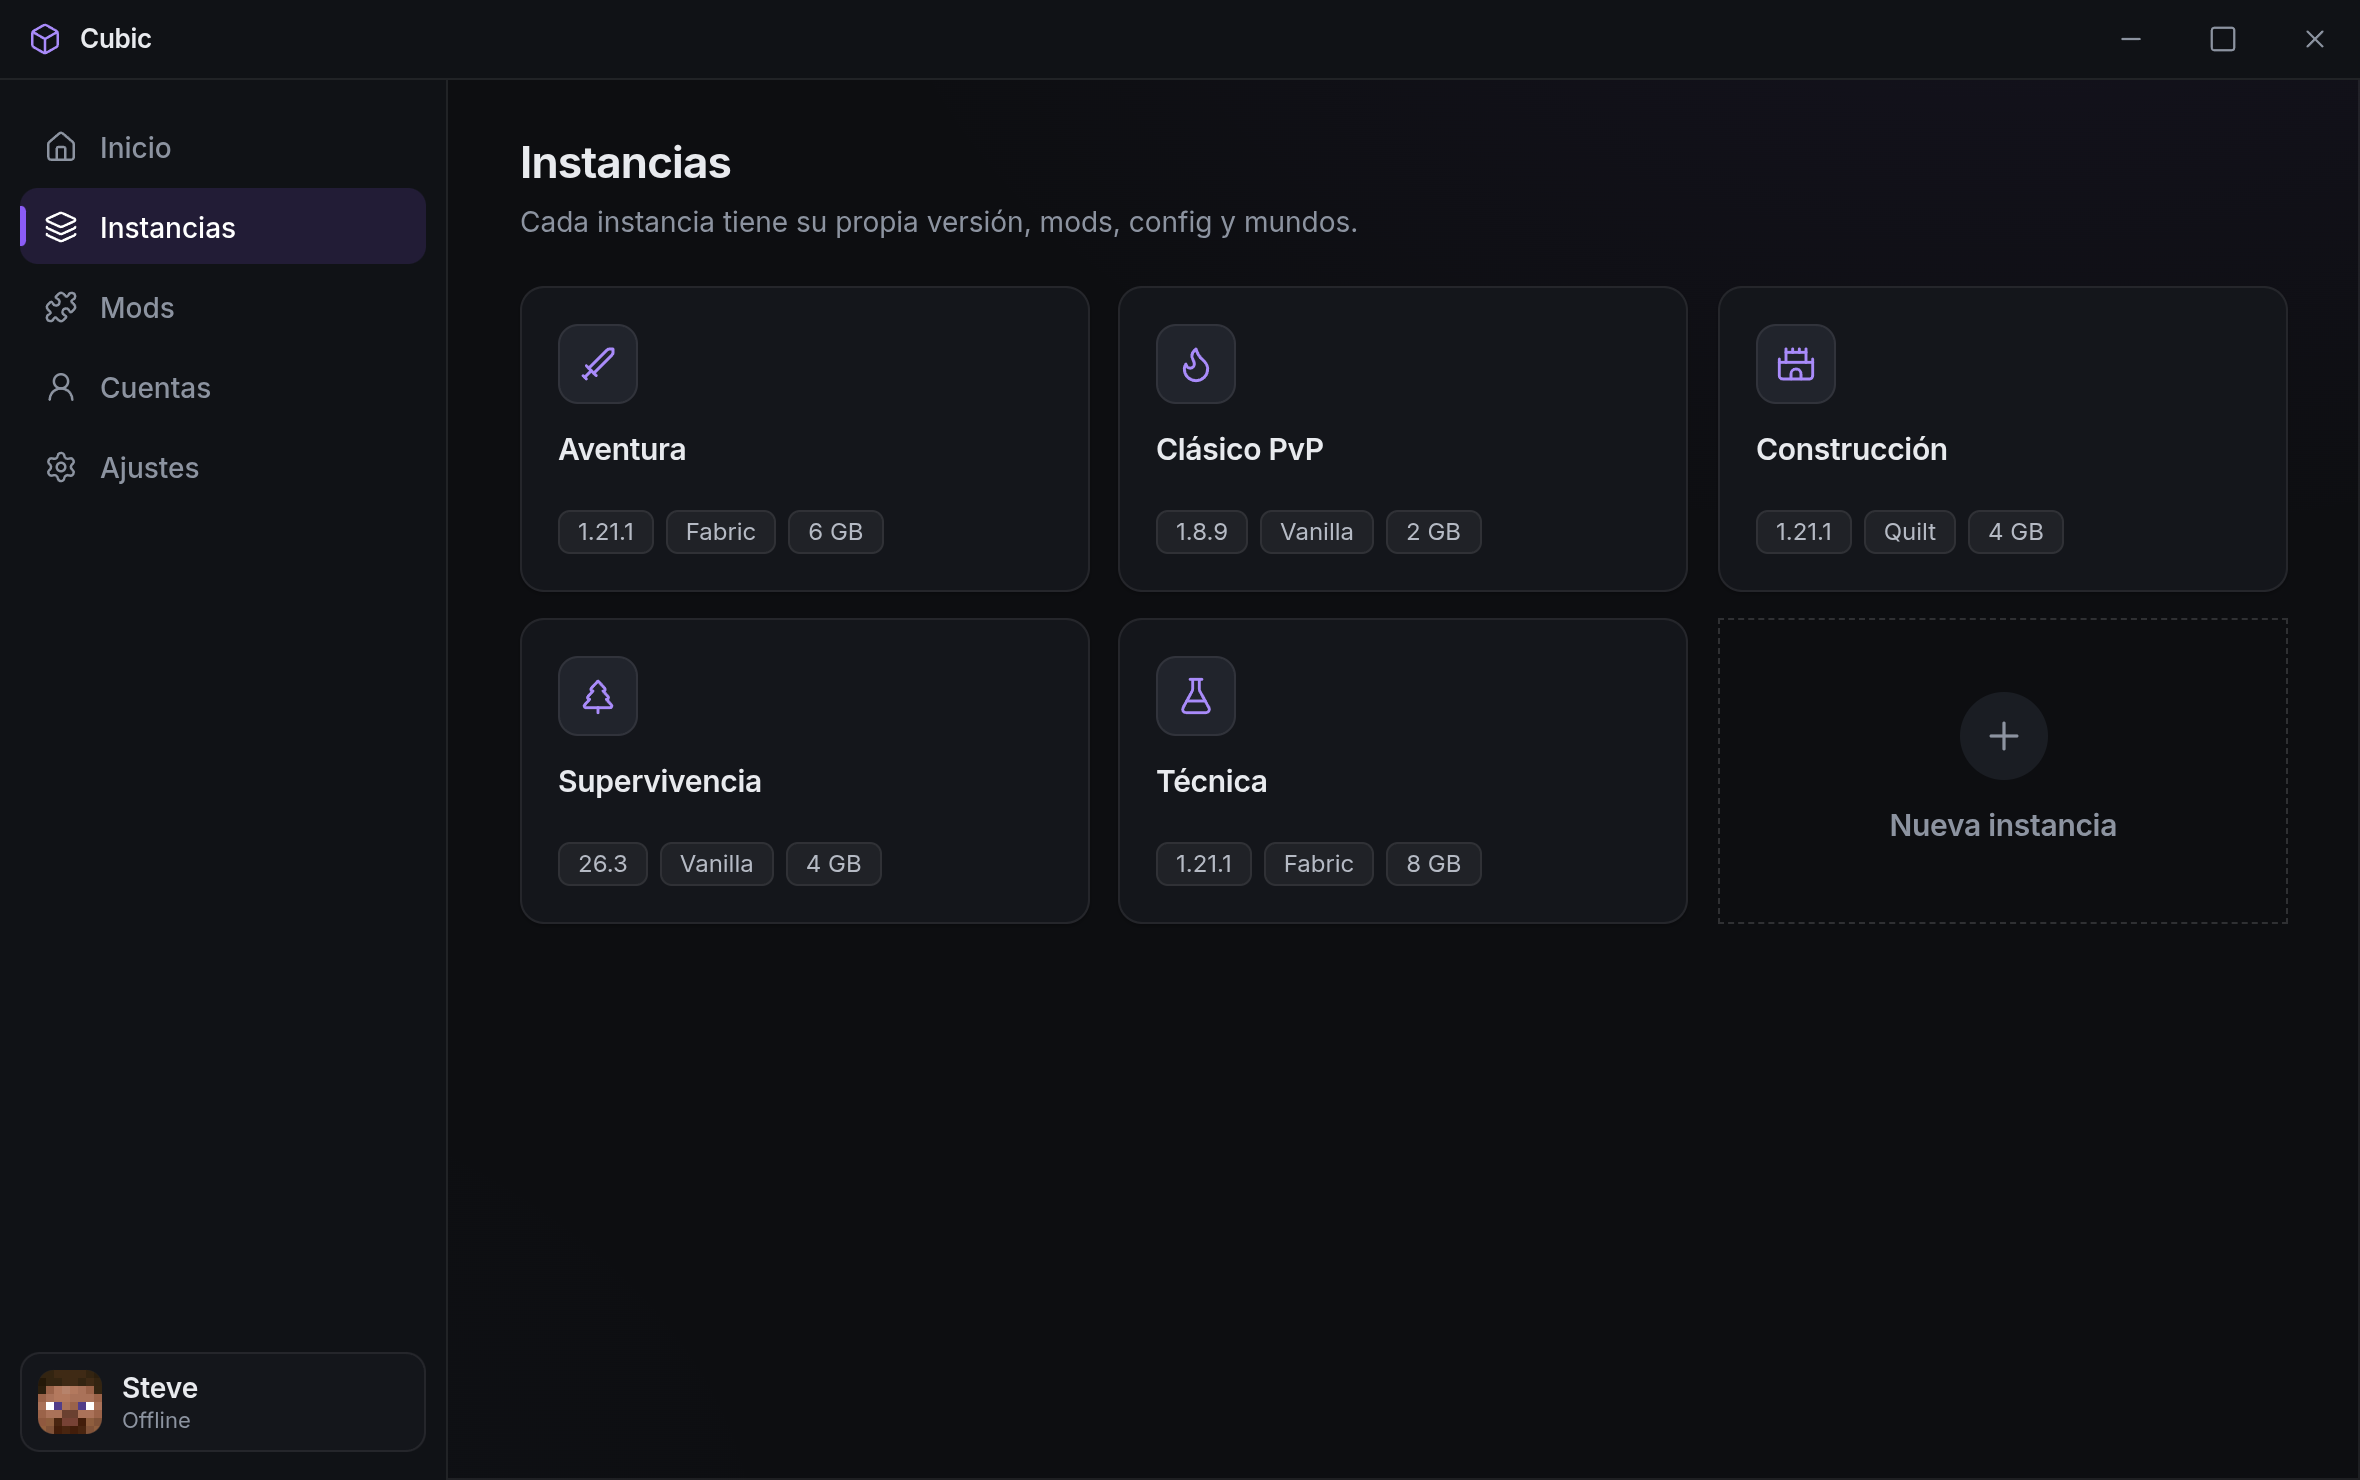 Cubic
Inicio
Instancias
Mods
Cuentas
Ajustes
Instancias
Cada instancia tiene su propia versión, mods, config y mundos.
Aventura
1.21.1 Fabric 6 GB
Clásico PvP
1.8.9 Vanilla 2 GB
Construcción
1.21.1 Quilt 4 GB
Supervivencia
26.3 Vanilla 4 GB
Técnica
1.21.1 Fabric 8 GB
Nueva instancia
Steve
Offline